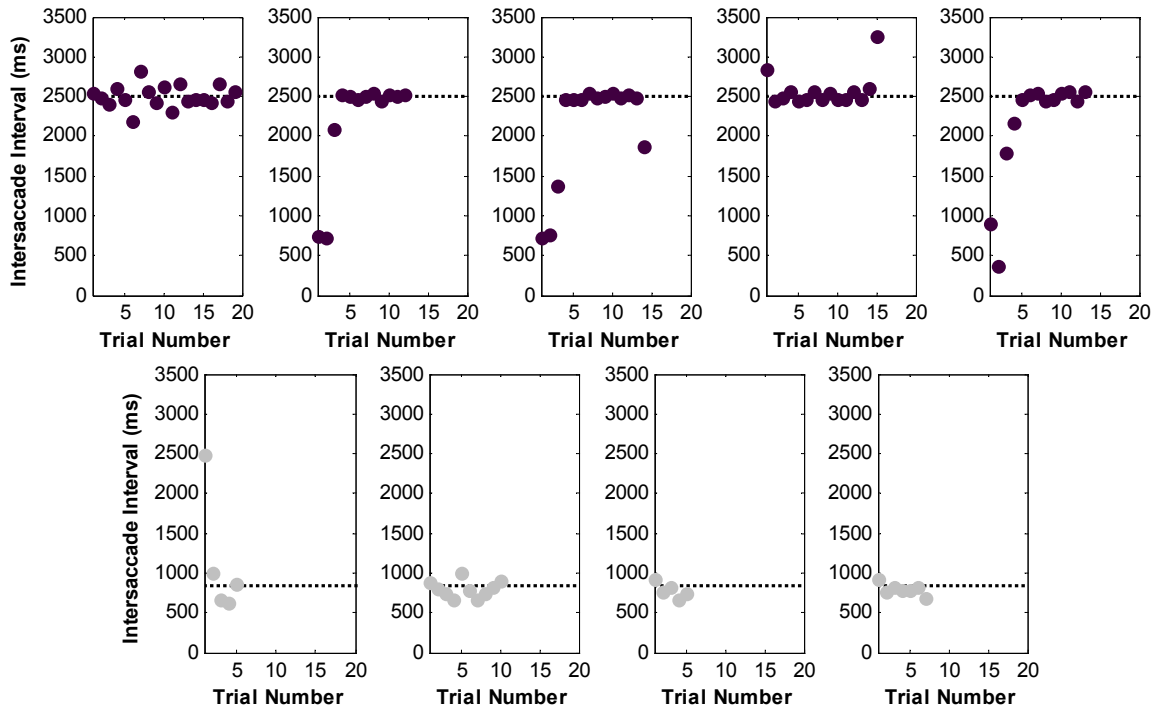 Intersaccade Interval (ms)
3500 3500 3500 3500 3500
3000 3000 3000 3000 3000
2500 2500 2500 2500 2500
2000 2000 2000 2000 2000
1500 1500 1500 1500 1500
1000 1000 1000 1000 1000
500 500 500 500 500
0 0 0 0 0
5 10 15 20 5 10 15 20 5 10 15 20 5 10 15 20 5 10 15 20
Trial Number Trial Number Trial Number Trial Number Trial Number
Intersaccade Interval (ms)
3500 3500 3500 3500
3000 3000 3000 3000
2500 2500 2500 2500
2000 2000 2000 2000
1500 1500 1500 1500
1000 1000 1000 1000
500 500 500 500
0 0 0 0
5 10 15 20 5 10 15 20 5 10 15 20 5 10 15 20
Trial Number Trial Number Trial Number Trial Number